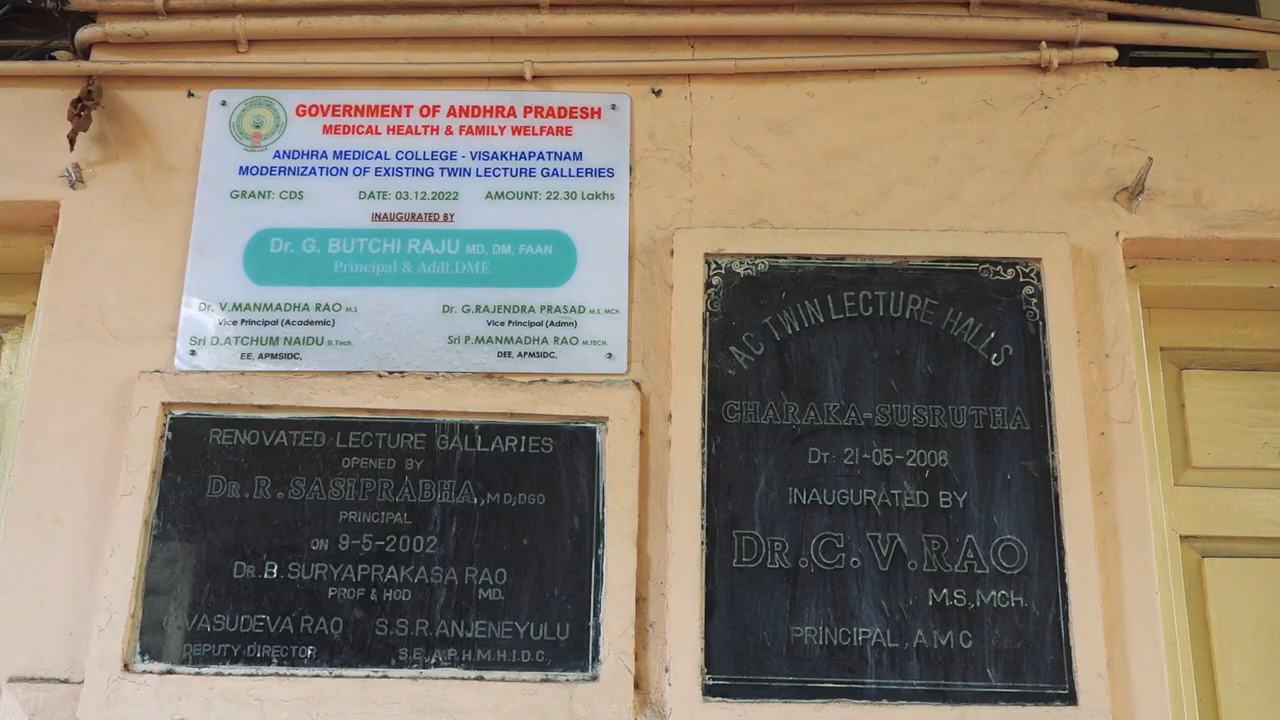 GOVERNMENT OF ANDHRA PRADESH
MEDICAL HEALTH & FAMILY WELFARE
ANDHRA MEDICAL COLLEGE - VISAKHAPATNAM
MODERNIZATION OF EXISTING TWIN LECTURE GALLERIES
GRANT: CDS DATE: 03.12.2022 AMOUNT: 22.30 Lakhs
INAUGURATED BY
Dr. G. BUTCHI RAJU MD, DM, FAAN
Principal & Addl.DME
Dr. V.MANMADHA RAO M.S Dr. G.RAJENDRA PRASAD M.S, MCh
Vice Principal (Academic) Vice Principal (Admn)
Sri D.ATCHUM NAIDU B.Tech. Sri P.MANMADHA RAO M.TECH.
EE, APMSIDC, DEE, APMSIDC,
RENOVATED LECTURE GALLARIES
OPENED BY
DR.R.SASIPRABHA, MD;DGO
PRINCIPAL
ON 9-5-2002
DR.B.SURYAPRAKASA RAO
PROF & HOD MD.
VASUDEVA RAO S.S.R.ANJENEYULU
DEPUTY DIRECTOR S.E,A.P.H.M.H.I.D.C,
AC TWIN LECTURE HALLS
CHARAKA-SUSRUTHA
DT: 21-05-2008
INAUGURATED BY
DR.C.V.RAO
M.S,MCH.
PRINCIPAL, A M C